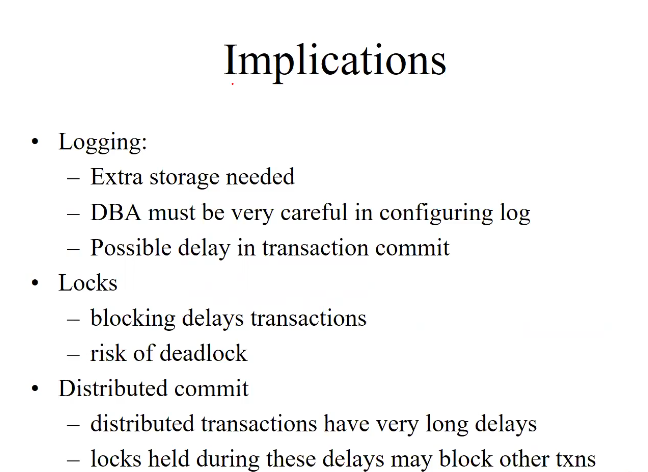 Implications
• Logging:
– Extra storage needed
– DBA must be very careful in configuring log
– Possible delay in transaction commit
• Locks
– blocking delays transactions
– risk of deadlock
• Distributed commit
– distributed transactions have very long delays
– locks held during these delays may block other txns